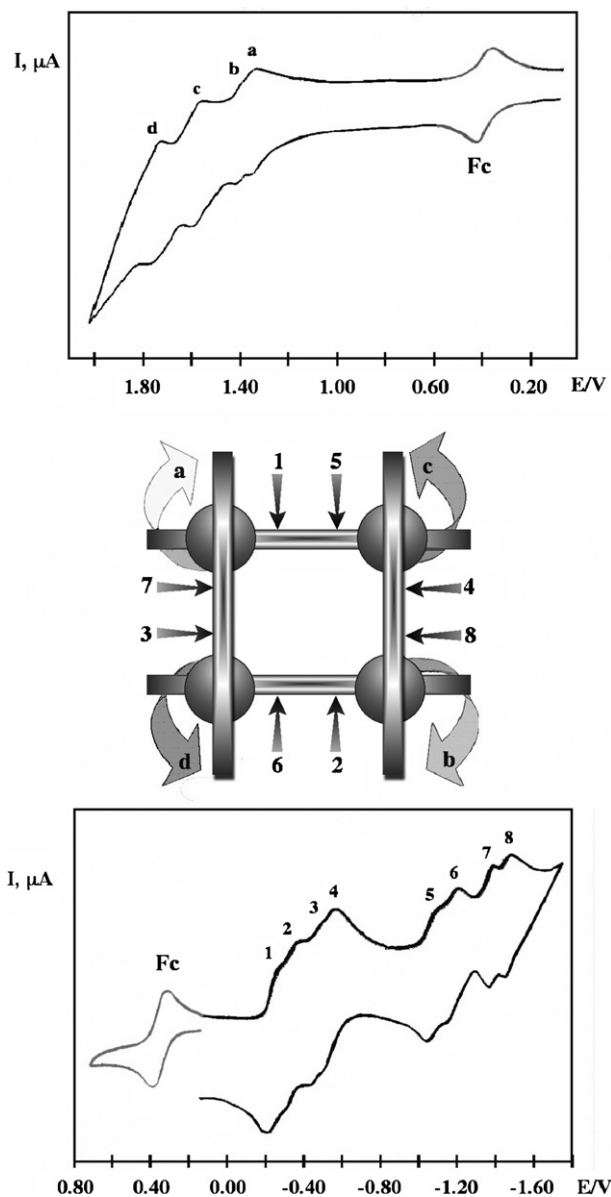 I, μA
a
b
c
d
Fc
1.80 1.40 1.00 0.60 0.20 E/V
a 1 5 c
7 4
3 8
d 6 2 b
I, μA
Fc
1 2 3 4 5 6 7 8
0.80 0.40 0.00 -0.40 -0.80 -1.20 -1.60 E/V